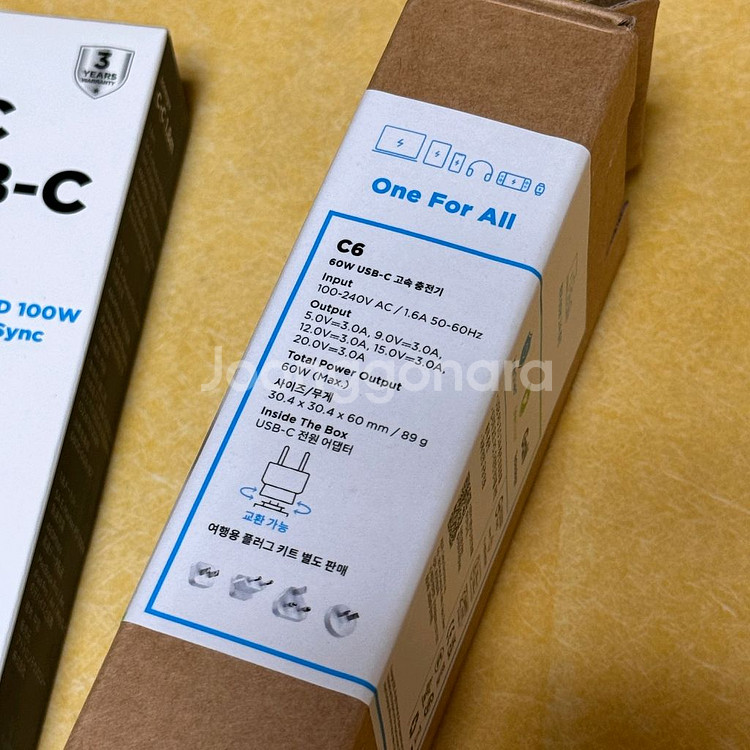 3
YEARS
WARRANTY
C
B-C
D 100W
Sync
One For All
C6
60W USB-C 고속 충전기
Input
100-240V AC / 1.6A 50-60Hz
Output
5.0V⎓3.0A, 9.0V⎓3.0A,
12.0V⎓3.0A, 15.0V⎓3.0A,
20.0V⎓3.0A
Total Power Output
60W (Max.)
사이즈/무게
30.4 x 30.4 x 60 mm / 89 g
Inside The Box
USB-C 전원 어댑터
교환 가능
여행용 플러그 키트 별도 판매
Joonggonara